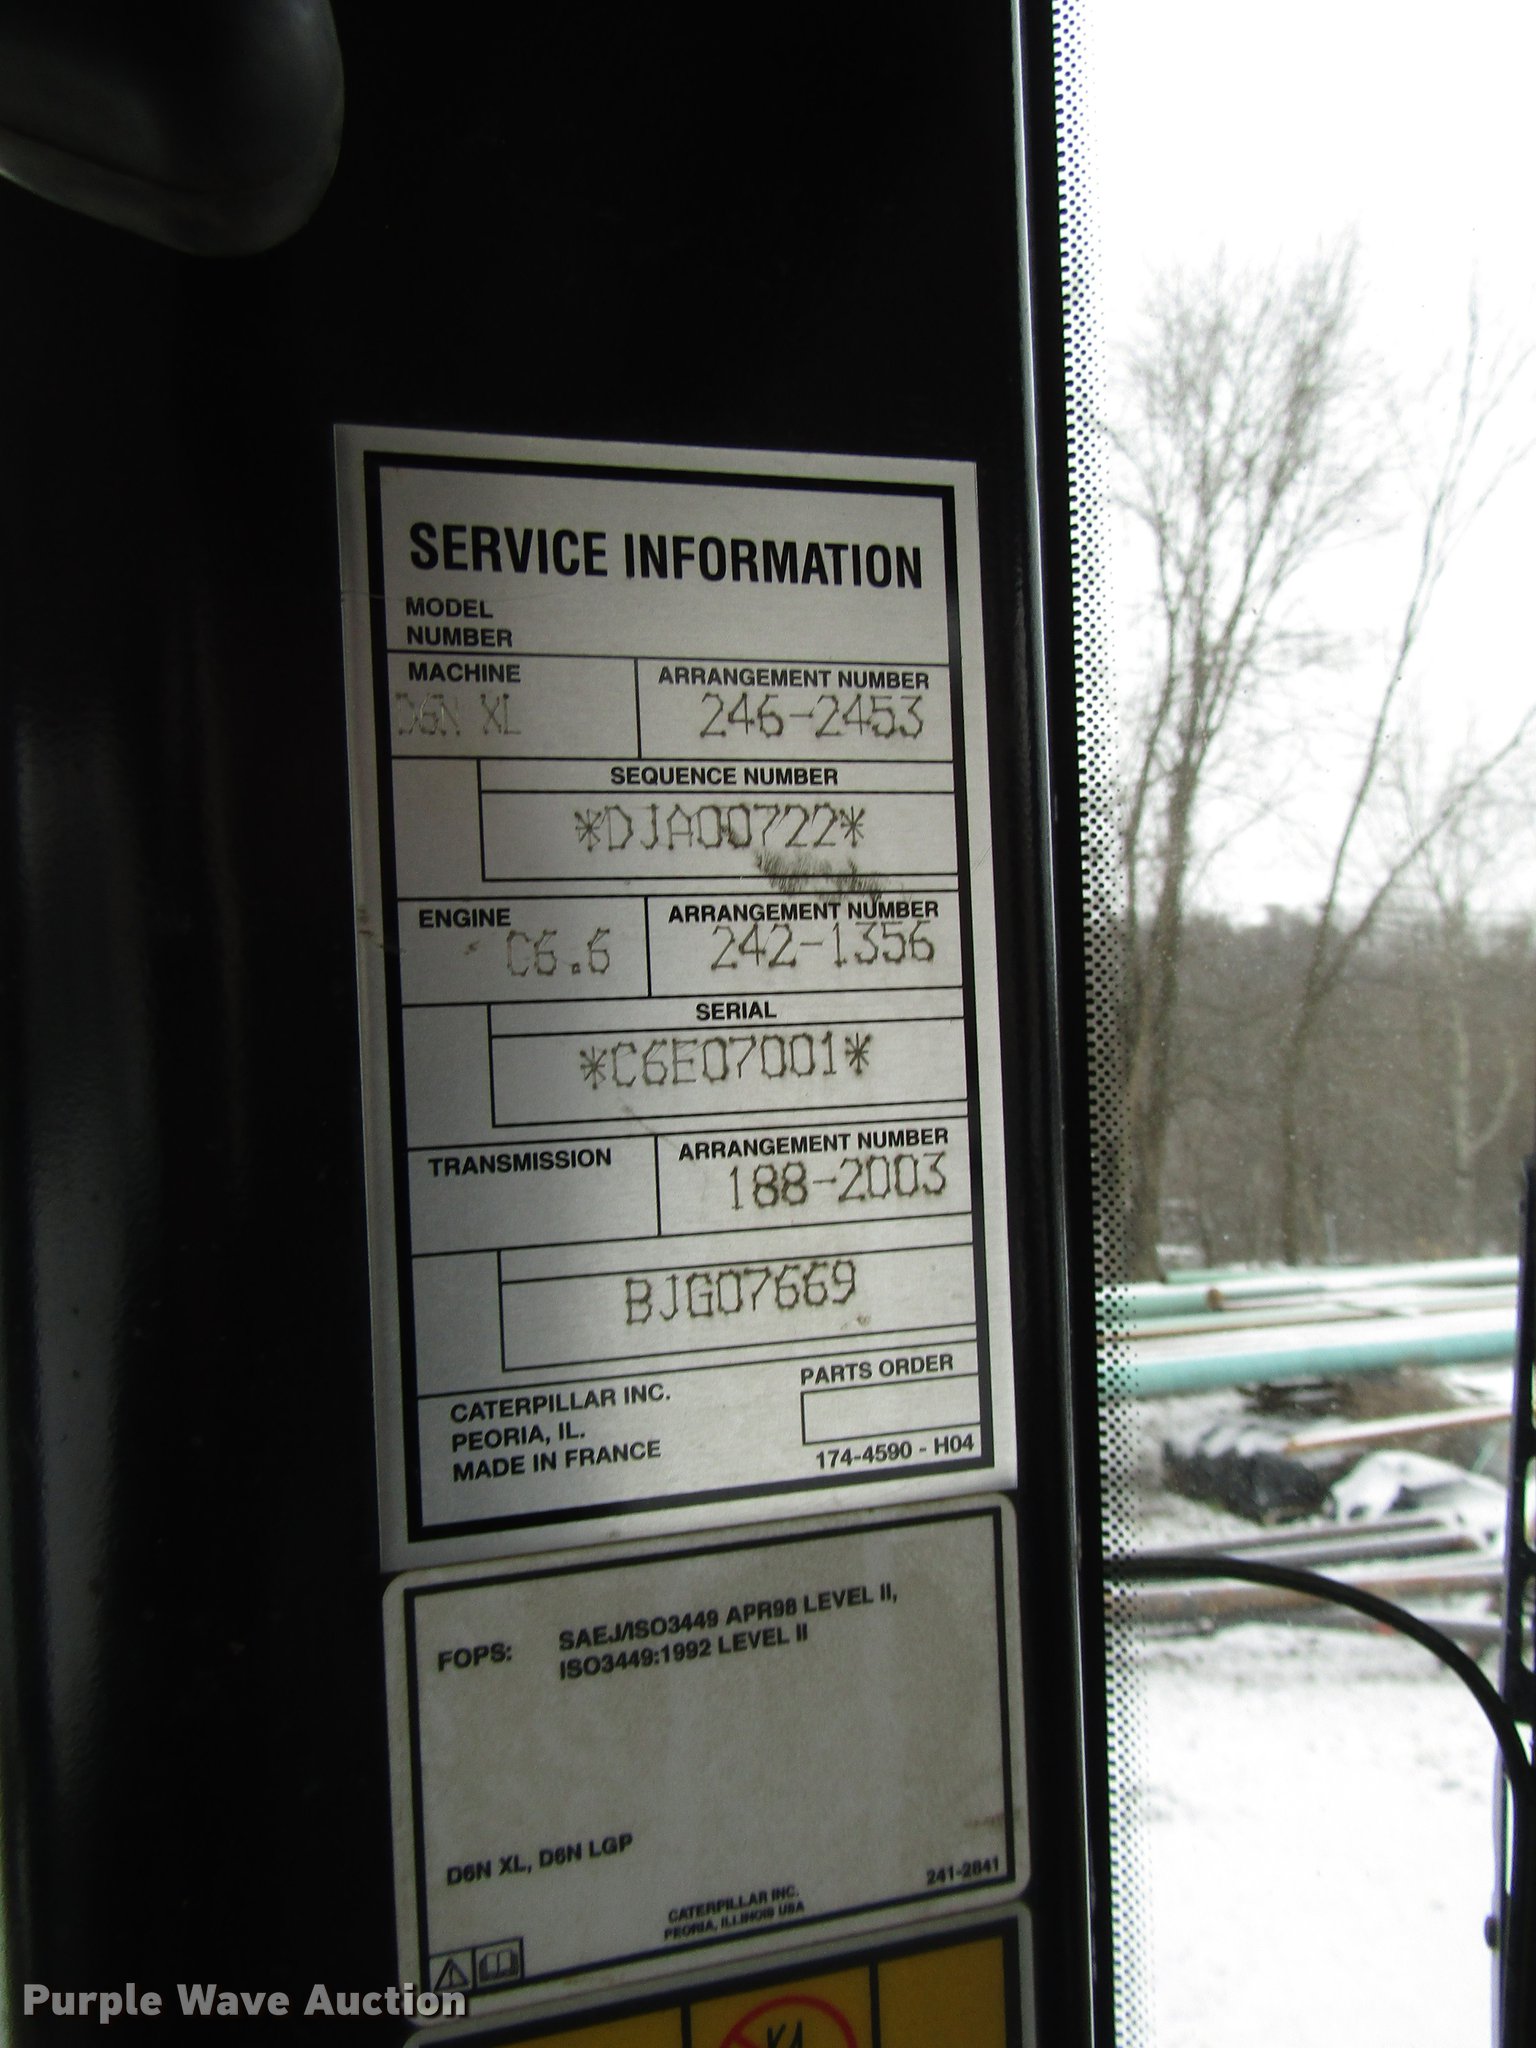 SERVICE INFORMATION
MODEL
NUMBER
MACHINE
D6N XL
ARRANGEMENT NUMBER
246-2453
SEQUENCE NUMBER
*DJA00722*
ENGINE
C6.6
ARRANGEMENT NUMBER
242-1356
SERIAL
*C6E07001*
TRANSMISSION
ARRANGEMENT NUMBER
188-2003
BJG07669
CATERPILLAR INC.
PEORIA, IL.
MADE IN FRANCE
PARTS ORDER
174-4590 - H04
FOPS:
SAEJ/ISO3449 APR98 LEVEL II,
ISO3449:1992 LEVEL II
D6N XL, D6N LGP
241-2841
CATERPILLAR INC.
PEORIA, ILLINOIS USA
Purple Wave Auction